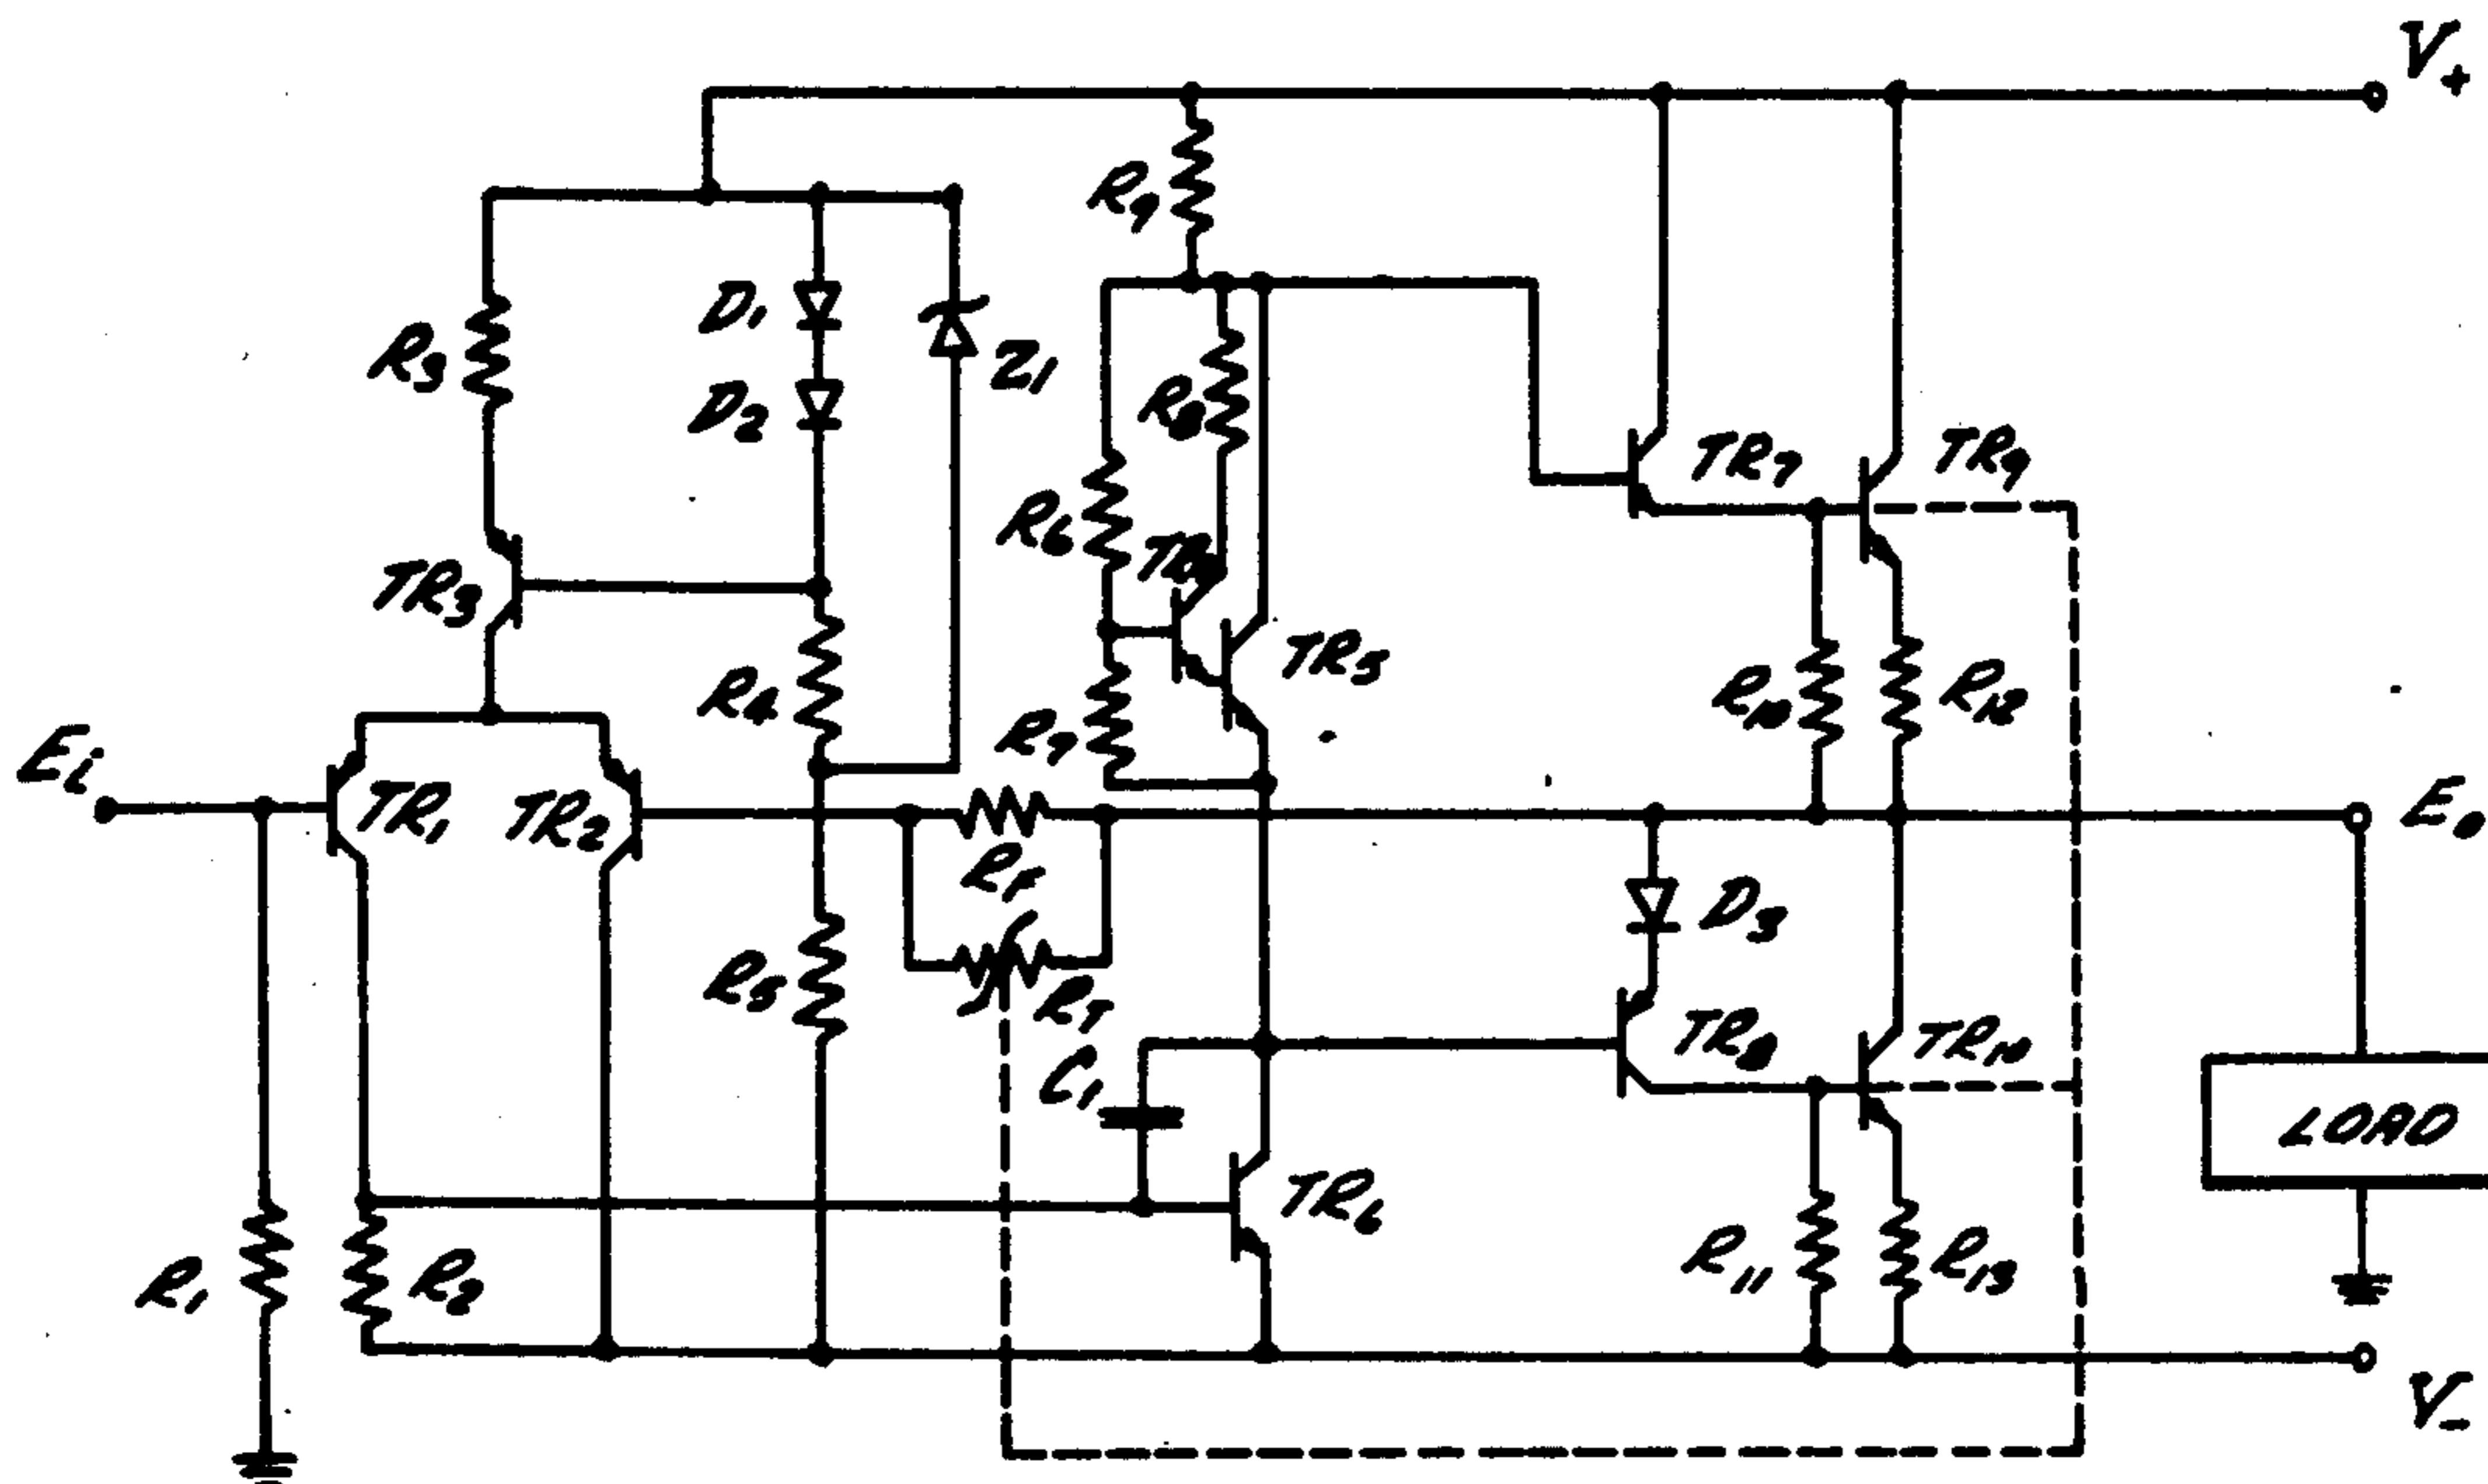 V+
R9
D1
R3
Z1
D2
R8
TR7
TR9
R6
TR4
TR3
TR5
R4
R10
R12
R7
Ei
TR1
TR2
Eo
Rf
D3
R5
RT
TR8
TR10
C1
LOAD
TR6
R1
R2
R11
R13
V-